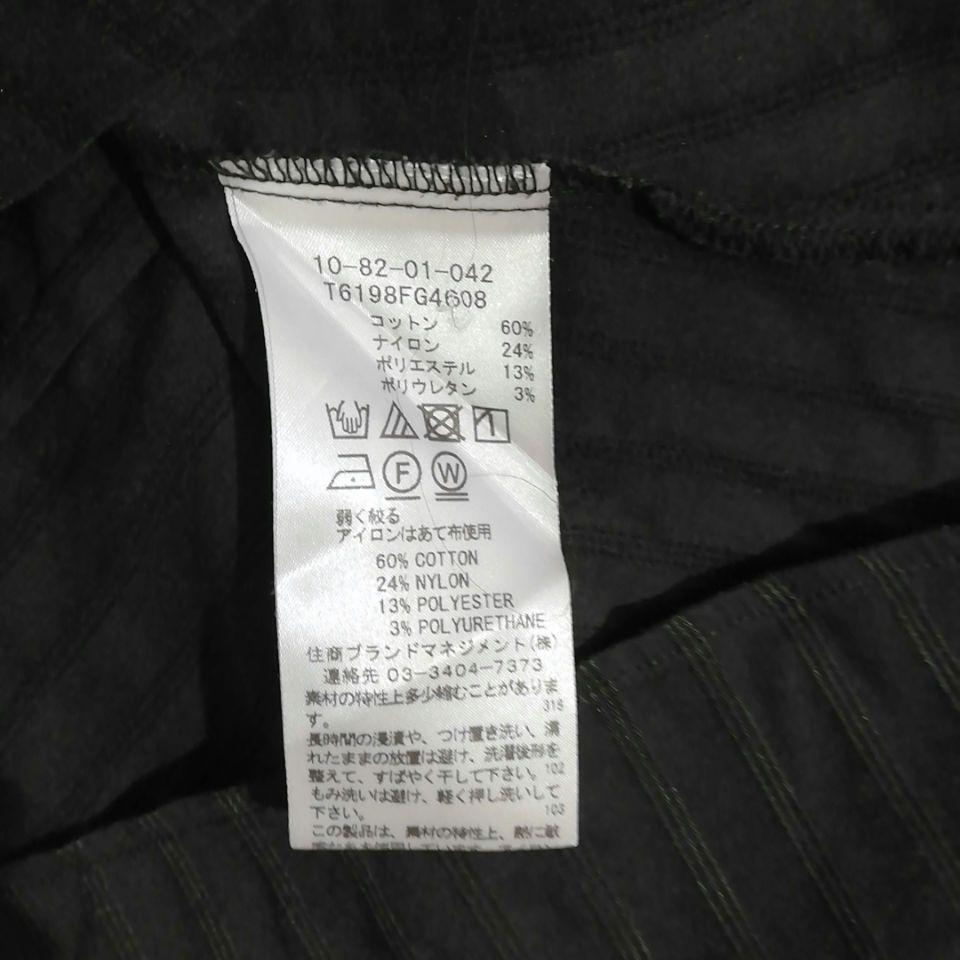 10-82-01-042
T6198FG4608
コットン 60%
ナイロン 24%
ポリエステル 13%
ポリウレタン 3%
F W
弱く絞る
アイロンはあて布使用
60% COTTON
24% NYLON
13% POLYESTER
3% POLYURETHANE
住商ブランドマネジメント(株)
連絡先 03-3404-7373
素材の特性上多少縮むことがありま
す。 318
長時間の浸漬や、つけ置き洗い、濡
れたままの放置は避け、洗濯後形を
整えて、すばやく干して下さい。 102
もみ洗いは避け、軽く押し洗いして
下さい。 103
この製品は、素材の特性上、熱に敏